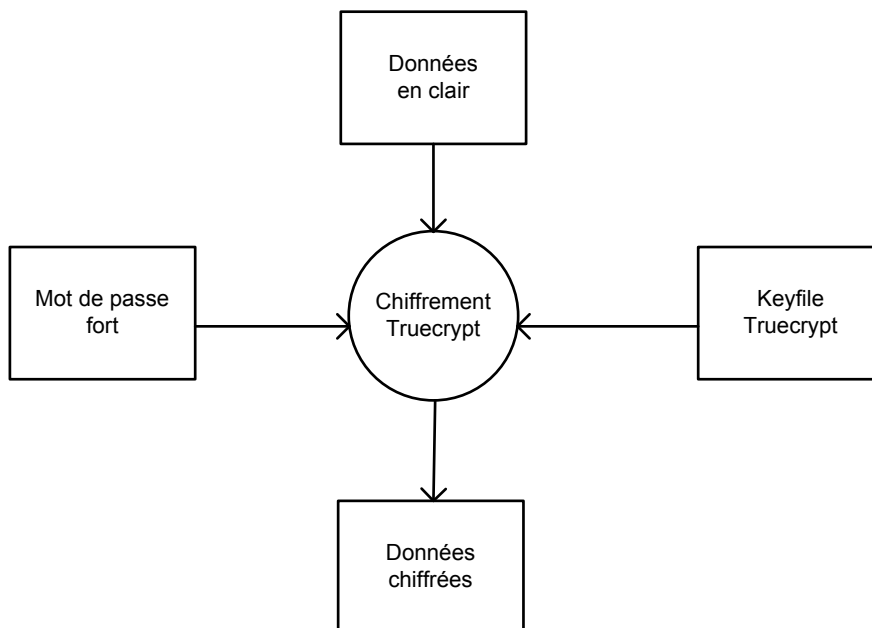 Données
en clair
Mot de passe
fort
Chiffrement
Truecrypt
Keyfile
Truecrypt
Données
chiffrées